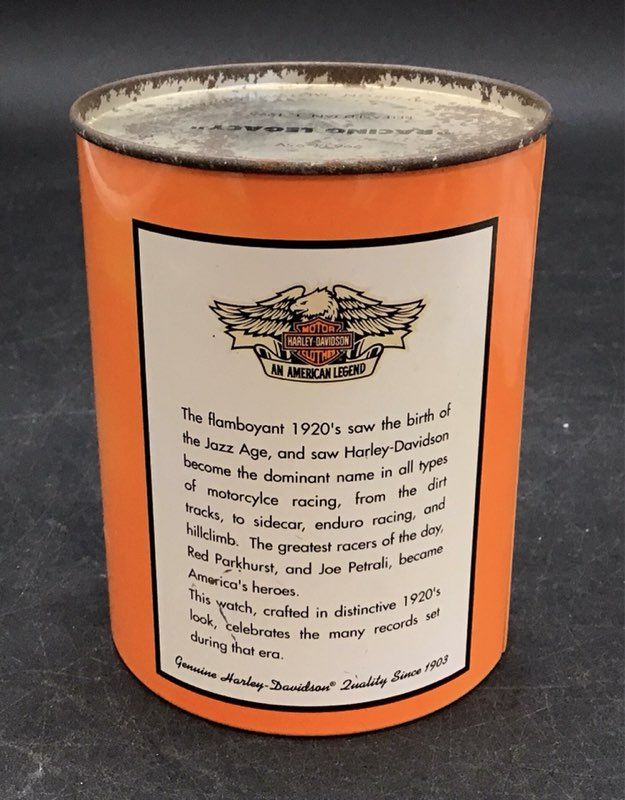 "RACING LEGACY"
MOTOR
HARLEY-DAVIDSON
CLOTHES
AN AMERICAN LEGEND
The flamboyant 1920's saw the birth of
the Jazz Age, and saw Harley-Davidson
become the dominant name in all types
of motorcylce racing, from the dirt
tracks, to sidecar, enduro racing, and
hillclimb. The greatest racers of the day,
Red Parkhurst, and Joe Petrali, became
America's heroes.
This watch, crafted in distinctive 1920's
look, celebrates the many records set
during that era.
Genuine Harley-Davidson® Quality Since 1903